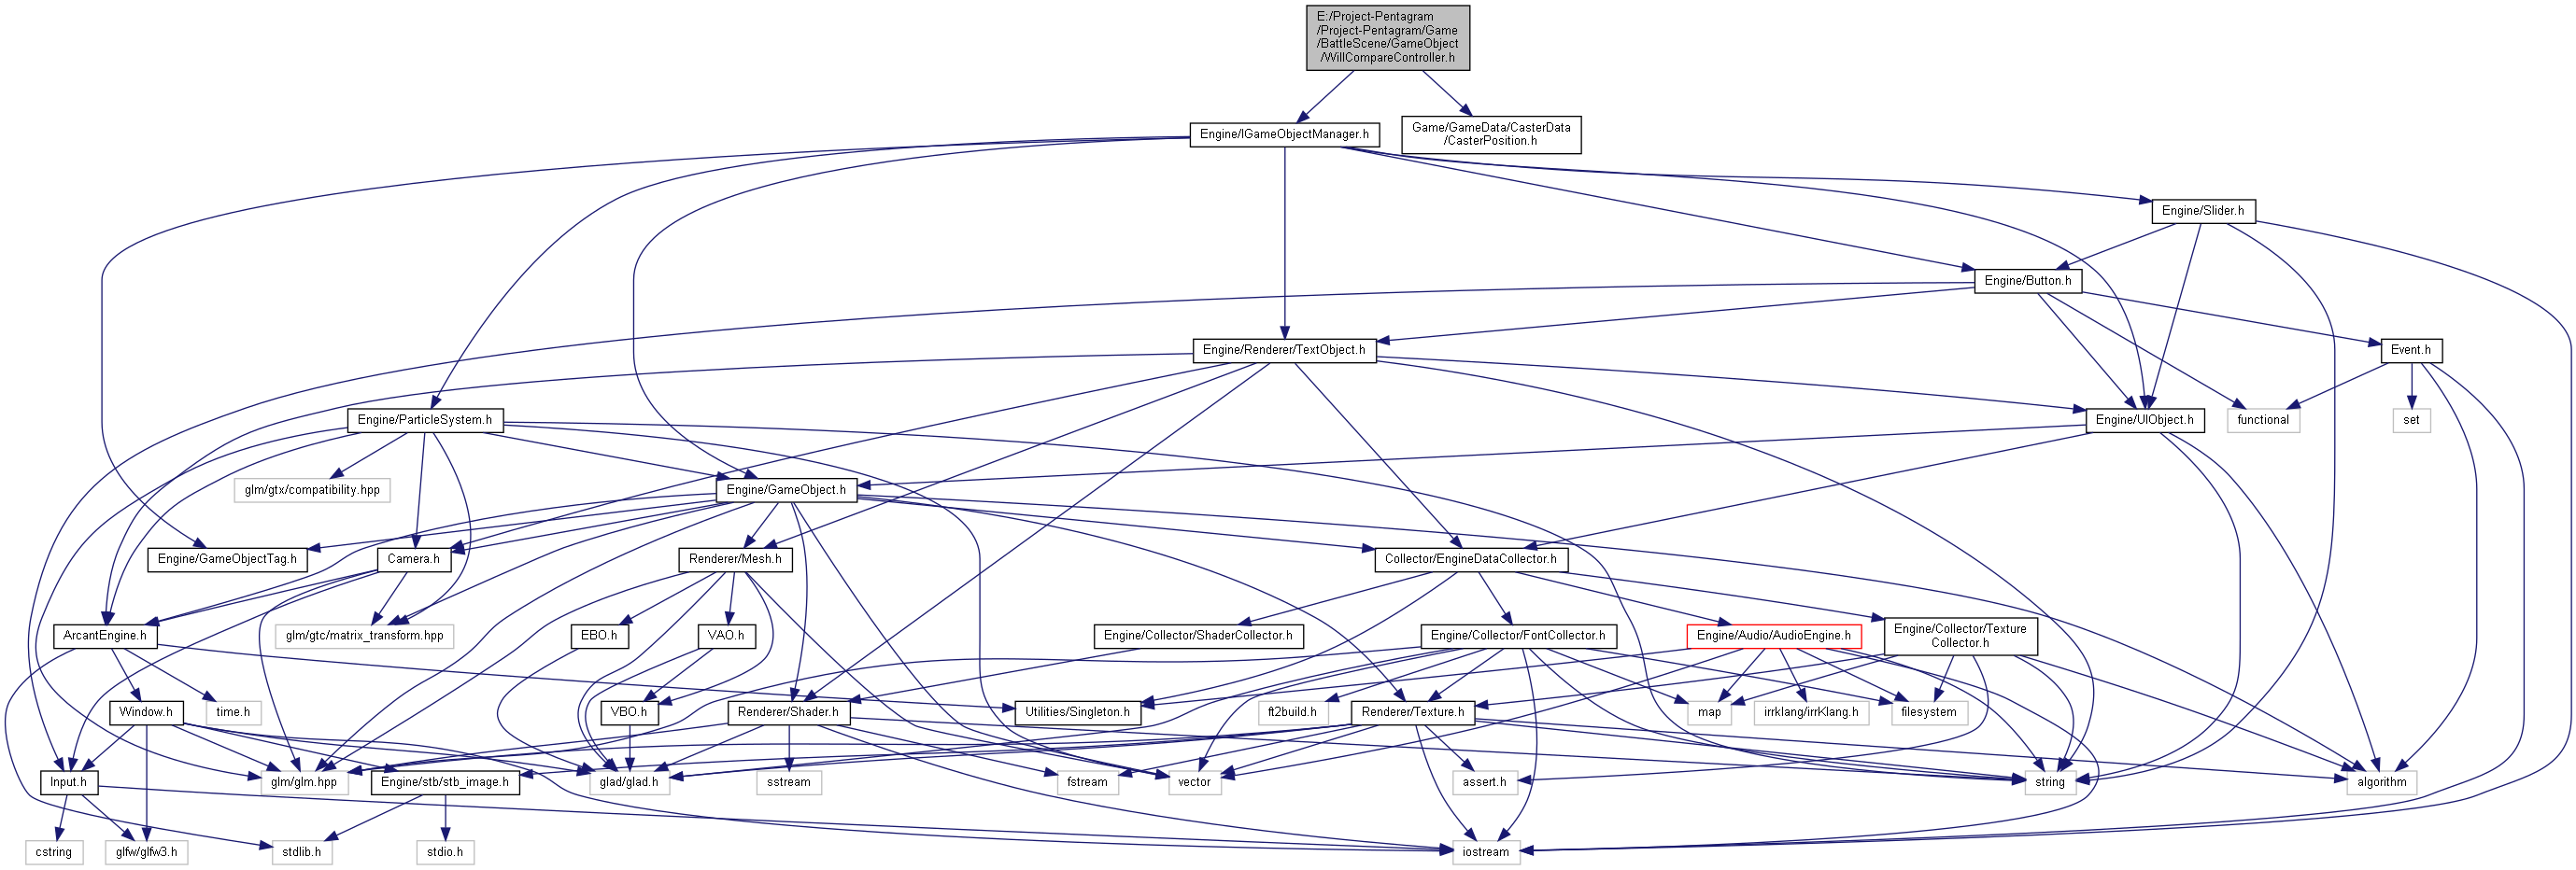 E:/Project-Pentagram
/Project-Pentagram/Game
/BattleScene/GameObject
/WillCompareController.h
Engine/IGameObjectManager.h
Game/GameData/CasterData
/CasterPosition.h
Engine/Slider.h
Engine/Button.h
Engine/Renderer/TextObject.h
Event.h
Engine/ParticleSystem.h
Engine/UIObject.h
functional
set
glm/gtx/compatibility.hpp
Engine/GameObject.h
Engine/GameObjectTag.h
Camera.h
Renderer/Mesh.h
Collector/EngineDataCollector.h
ArcantEngine.h
glm/gtc/matrix_transform.hpp
EBO.h
VAO.h
Engine/Collector/ShaderCollector.h
Engine/Collector/FontCollector.h
Engine/Audio/AudioEngine.h
Engine/Collector/Texture
Collector.h
Window.h
time.h
VBO.h
Renderer/Shader.h
Utilities/Singleton.h
ft2build.h
Renderer/Texture.h
map
irrklang/irrKlang.h
filesystem
Input.h
glm/glm.hpp
Engine/stb/stb_image.h
glad/glad.h
sstream
fstream
vector
assert.h
string
algorithm
cstring
glfw/glfw3.h
stdlib.h
stdio.h
iostream